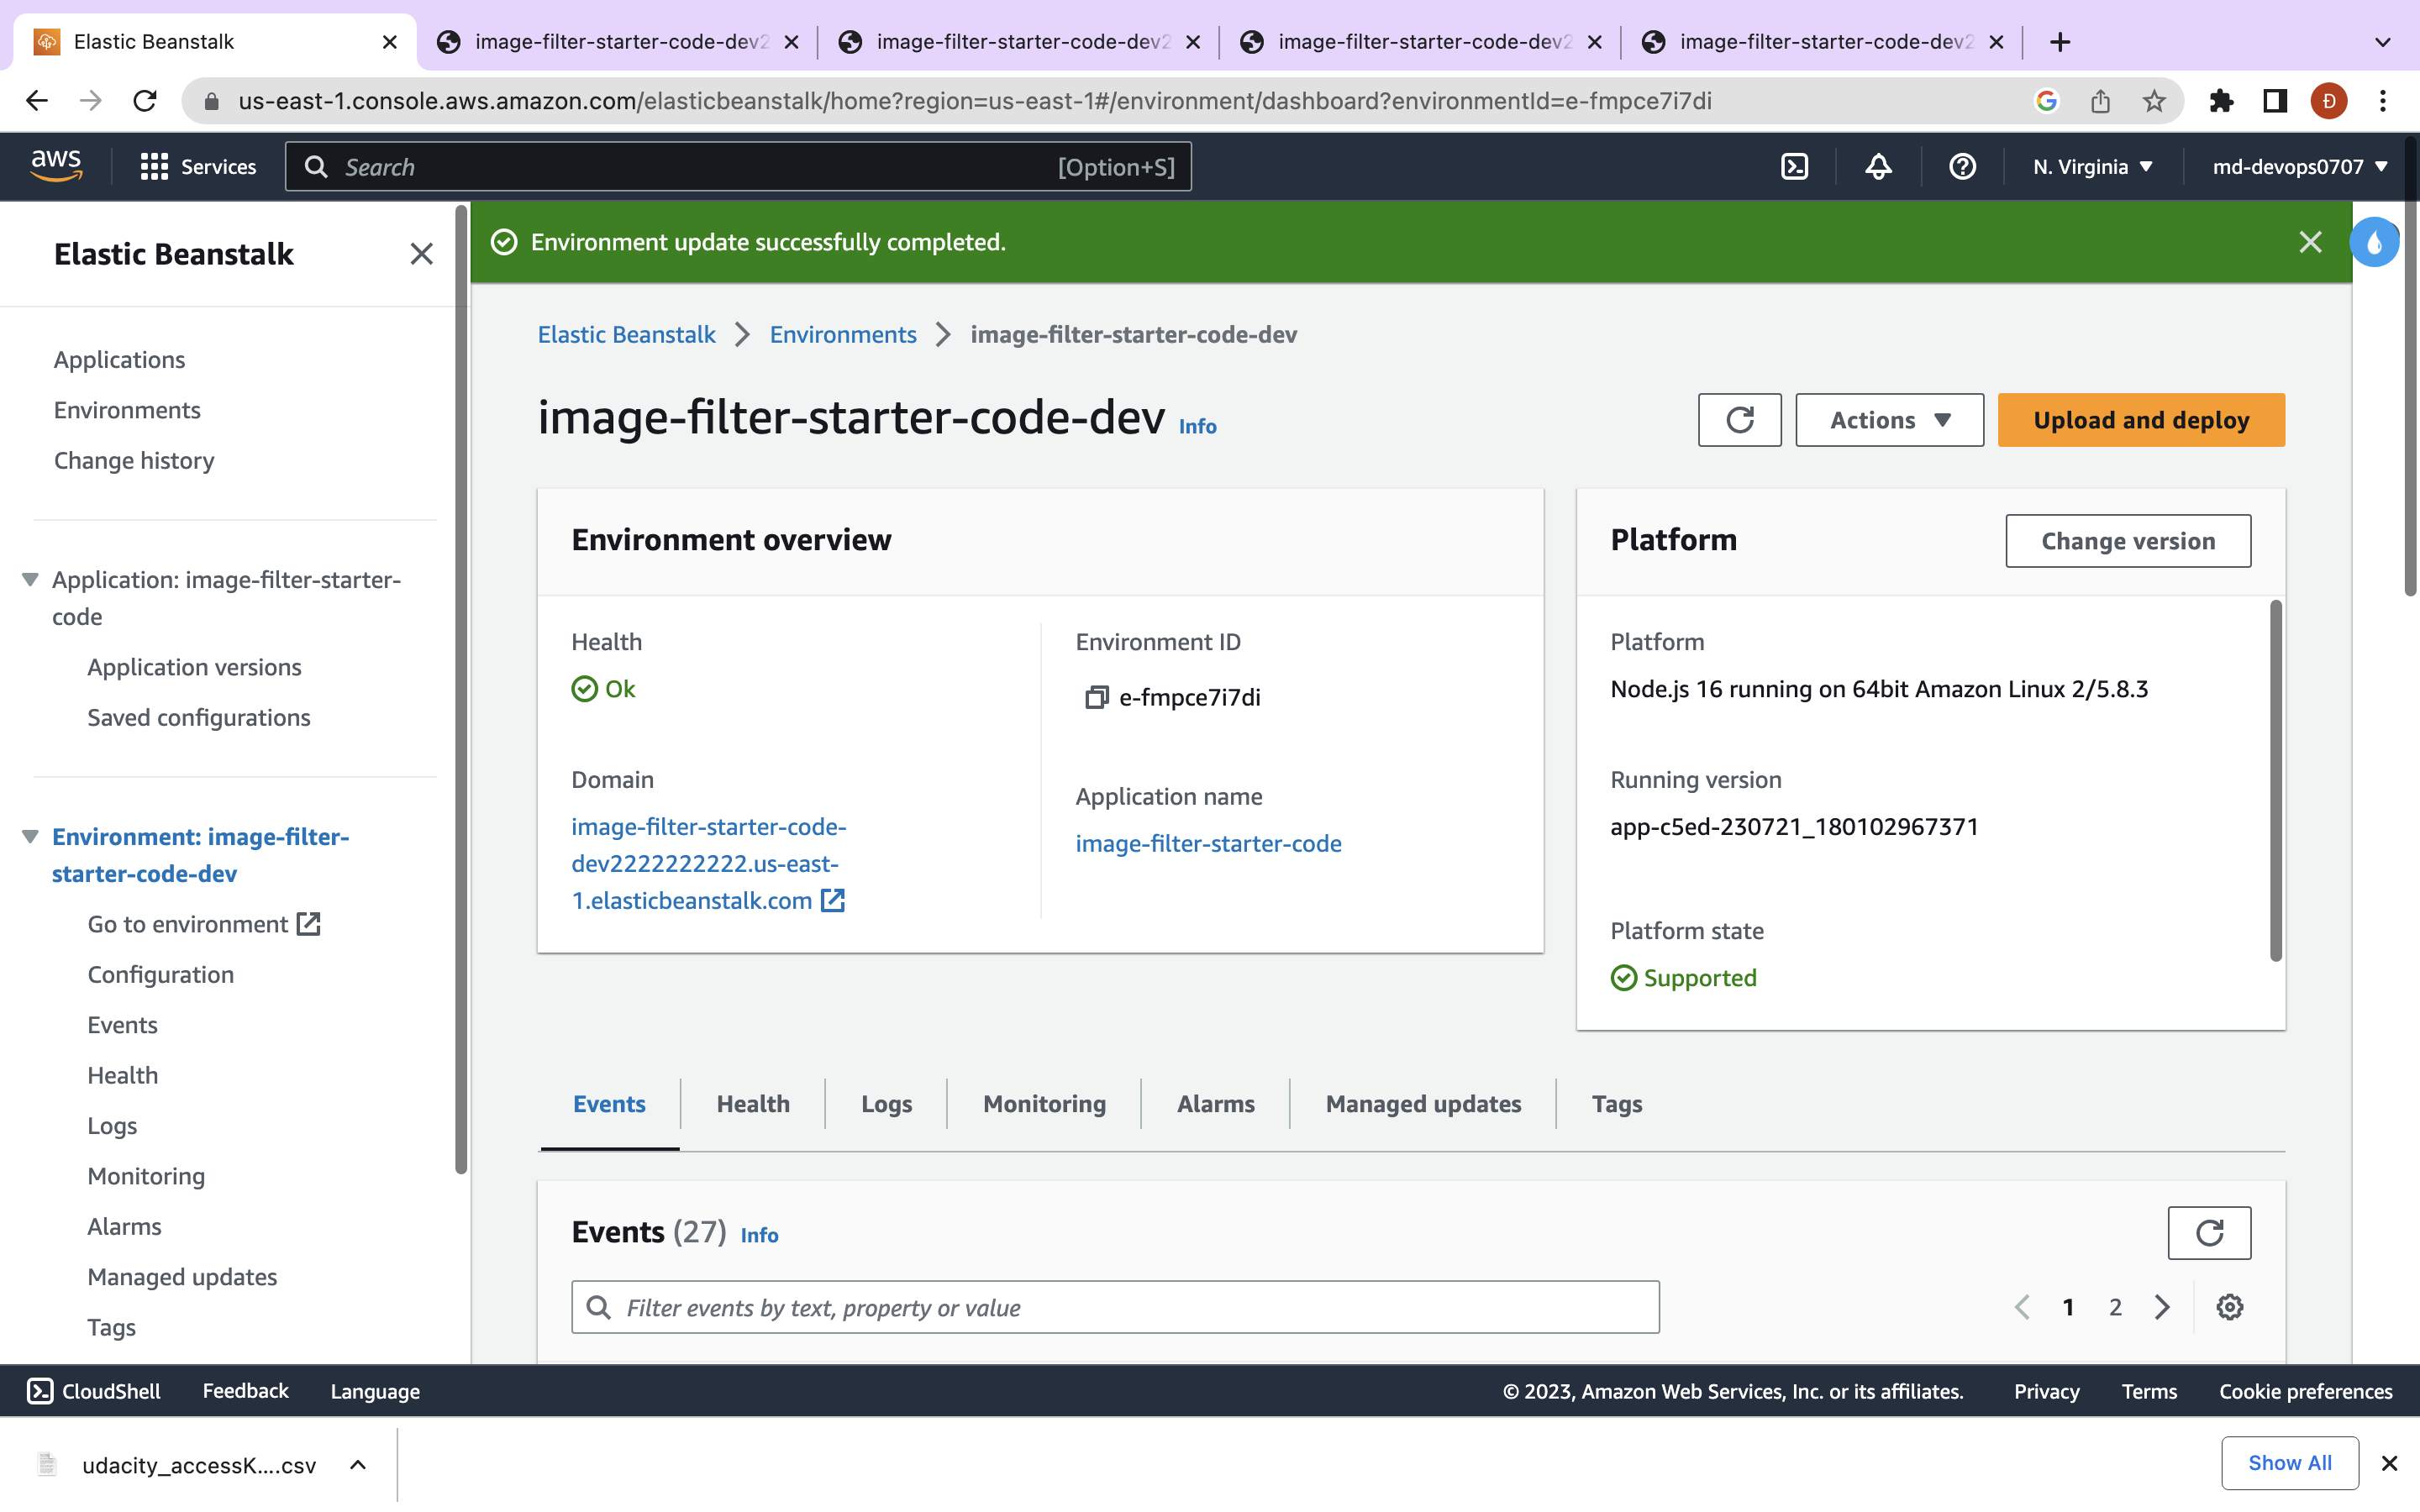 Elastic Beanstalk
image-filter-starter-code-dev2
image-filter-starter-code-dev2
image-filter-starter-code-dev2
image-filter-starter-code-dev2
us-east-1.console.aws.amazon.com/elasticbeanstalk/home?region=us-east-1#/environment/dashboard?environmentId=e-fmpce7i7di
Đ
aws
Services
Search
[Option+S]
N. Virginia
md-devops0707
Elastic Beanstalk
Applications
Environments
Change history
Application: image-filter-starter-
code
Application versions
Saved configurations
Environment: image-filter-
starter-code-dev
Go to environment
Configuration
Events
Health
Logs
Monitoring
Alarms
Managed updates
Tags
Environment update successfully completed.
Elastic Beanstalk
Environments
image-filter-starter-code-dev
image-filter-starter-code-dev Info
Actions
Upload and deploy
Environment overview
Health
Ok
Domain
image-filter-starter-code-
dev2222222222.us-east-
1.elasticbeanstalk.com
Environment ID
e-fmpce7i7di
Application name
image-filter-starter-code
Platform
Change version
Platform
Node.js 16 running on 64bit Amazon Linux 2/5.8.3
Running version
app-c5ed-230721_180102967371
Platform state
Supported
Events
Health
Logs
Monitoring
Alarms
Managed updates
Tags
Events (27) Info
Filter events by text, property or value
1
2
CloudShell
Feedback
Language
© 2023, Amazon Web Services, Inc. or its affiliates.
Privacy
Terms
Cookie preferences
udacity_accessK....csv
Show All